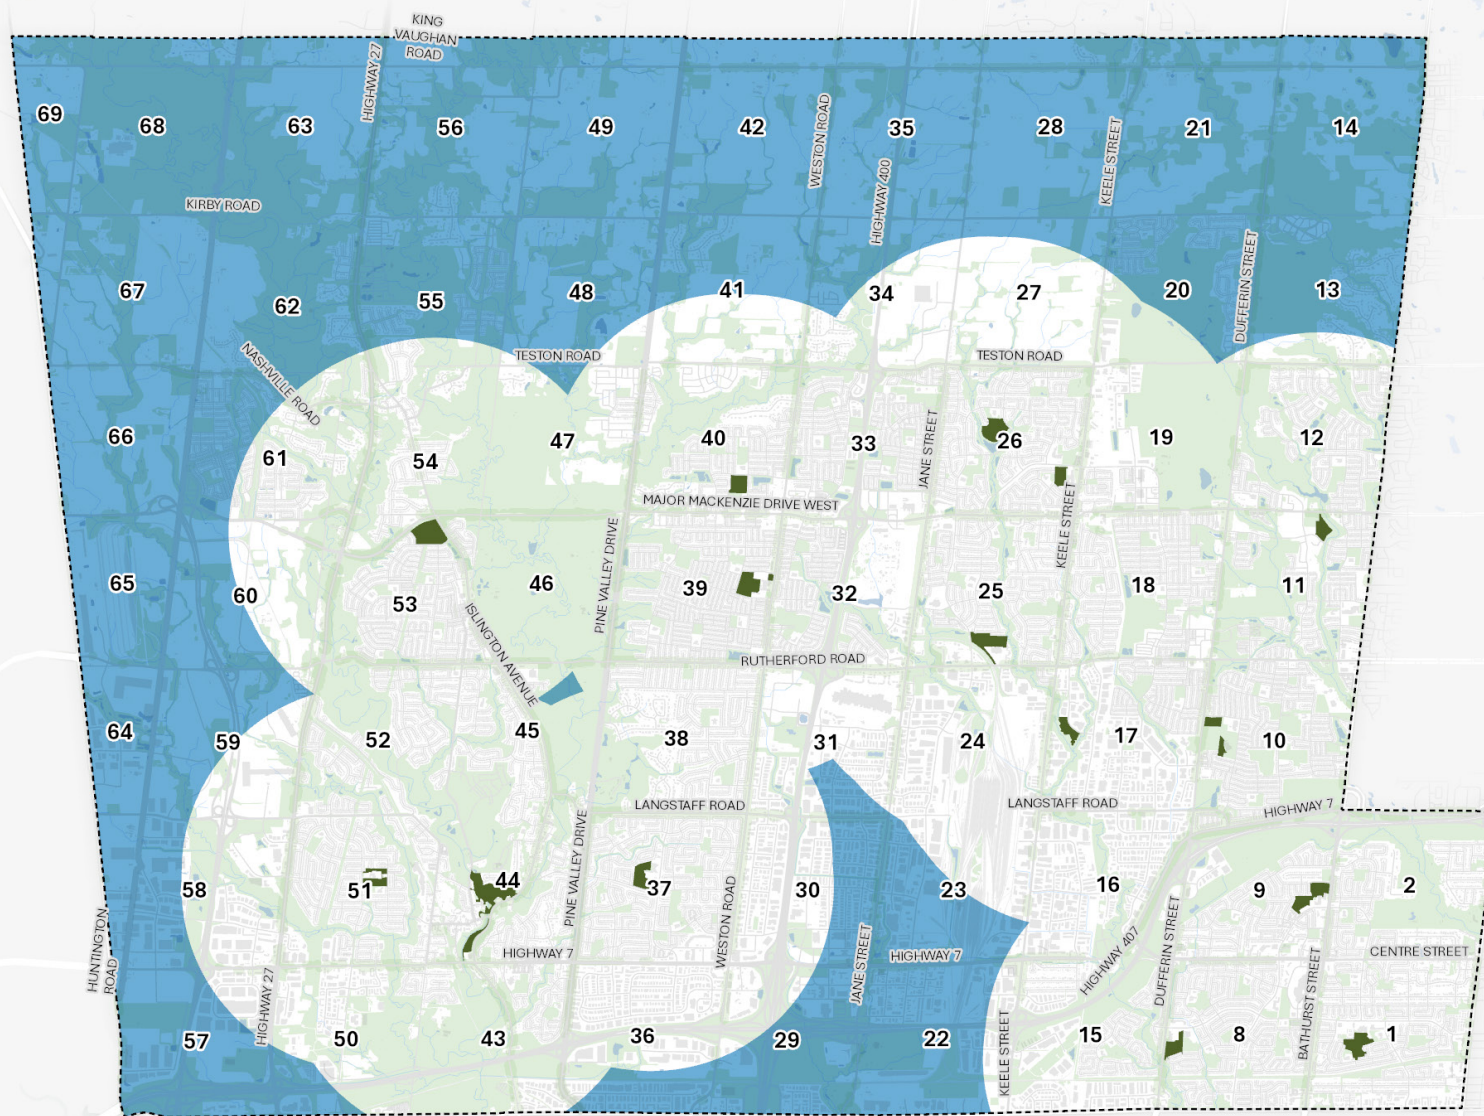 KING
VAUGHAN
ROAD
HIGHWAY 27
69
68
63
56
49
42
WESTON ROAD
35
28
KEELE STREET
21
14
HIGHWAY 400
KIRBY ROAD
67
62
55
48
41
34
27
20
DUFFERIN STREET
13
NASHVILLE ROAD
TESTON ROAD
TESTON ROAD
66
61
54
47
40
33
JANE STREET
26
19
12
MAJOR MACKENZIE DRIVE WEST
KEELE STREET
65
60
53
46
PINE VALLEY DRIVE
39
32
25
18
11
ISLINGTON AVENUE
RUTHERFORD ROAD
64
59
52
45
38
31
24
17
10
LANGSTAFF ROAD
LANGSTAFF ROAD
HIGHWAY 7
PINE VALLEY DRIVE
58
51
44
37
30
23
16
9
2
HUNTINGTON
ROAD
WESTON ROAD
HIGHWAY 7
JANE STREET
HIGHWAY 7
HIGHWAY 407
DUFFERIN STREET
BATHURST STREET
CENTRE STREET
57
HIGHWAY 27
50
43
36
29
22
KEELE STREET
15
8
1